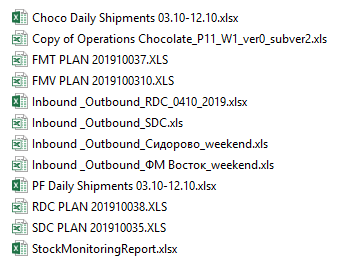 Choco Daily Shipments 03.10-12.10.xlsx
Copy of Operations Chocolate_P11_W1_ver0_subver2.xls
FMT PLAN 201910037.XLS
FMV PLAN 2019100310.XLS
Inbound _Outbound_RDC_0410_2019.xlsx
Inbound _Outbound_SDC.xls
Inbound _Outbound_Сидорово_weekend.xls
Inbound _Outbound_ФМ Восток_weekend.xls
PF Daily Shipments 03.10-12.10.xlsx
RDC PLAN 201910038.XLS
SDC PLAN 201910035.XLS
StockMonitoringReport.xlsx